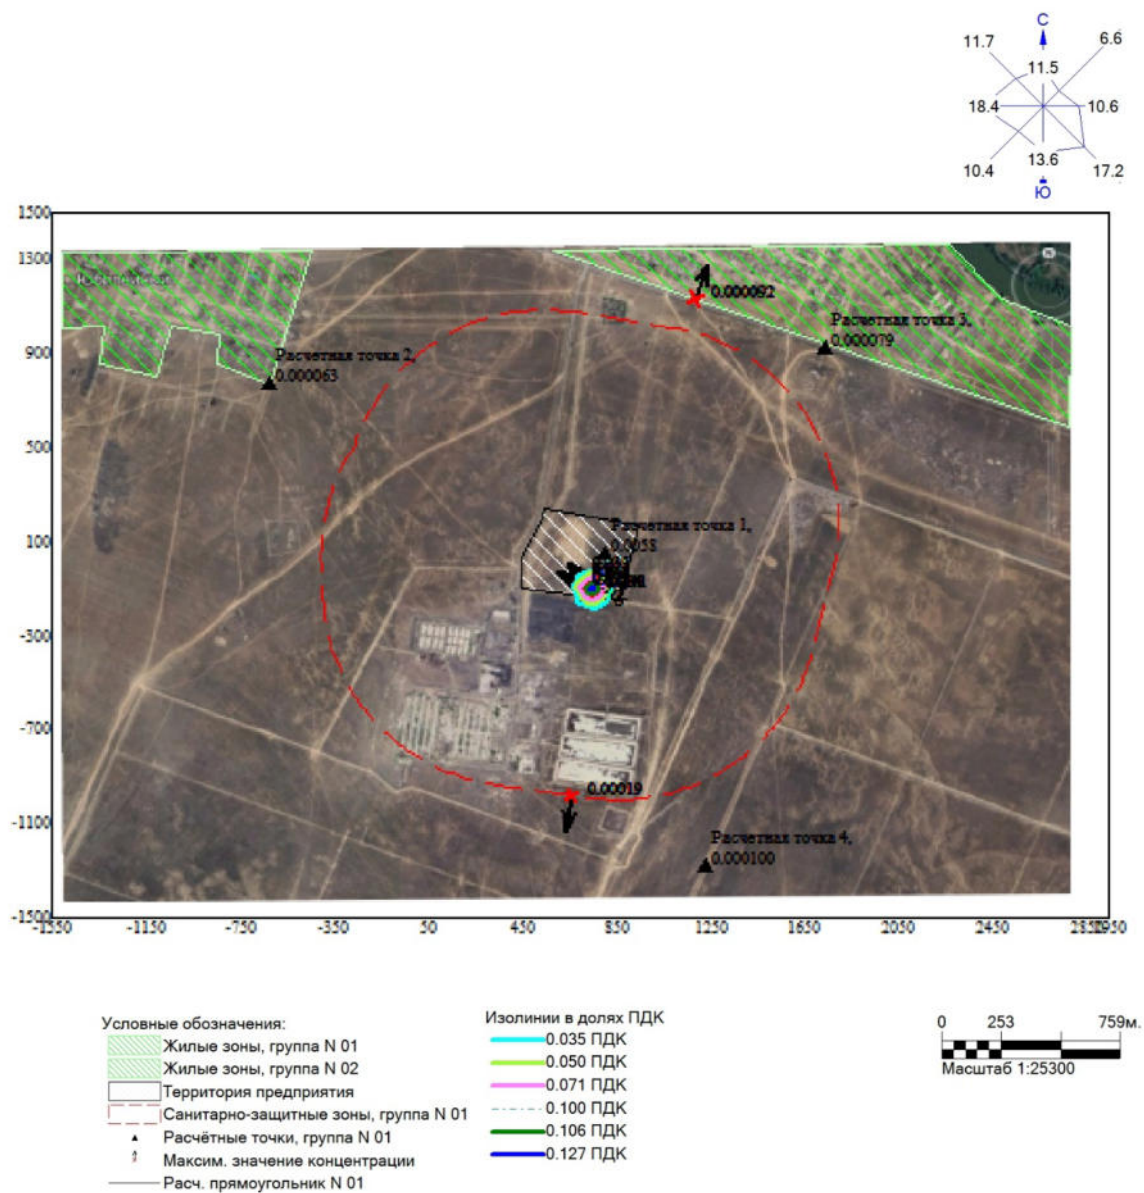 С
11.7
6.6
11.5
18.4
10.6
13.6
10.4
17.2
Ю
1500
1300
900
500
100
-300
-700
-1100
-1500
0.000092
Расчетная точка 3,
0.000079
Расчетная точка 2,
0.000063
Расчетная точка 1,
0.0058
0.00019
Расчетная точка 4,
0.000100
-1550
-1150
-750
-350
50
450
850
1250
1650
2050
2450
2850
2950
Условные обозначения:
Жилые зоны, группа N 01
Жилые зоны, группа N 02
Территория предприятия
Санитарно-защитные зоны, группа N 01
Расчётные точки, группа N 01
Максим. значение концентрации
Расч. прямоугольник N 01
Изолинии в долях ПДК
0.035 ПДК
0.050 ПДК
0.071 ПДК
0.100 ПДК
0.106 ПДК
0.127 ПДК
0 253 759м.
Масштаб 1:25300